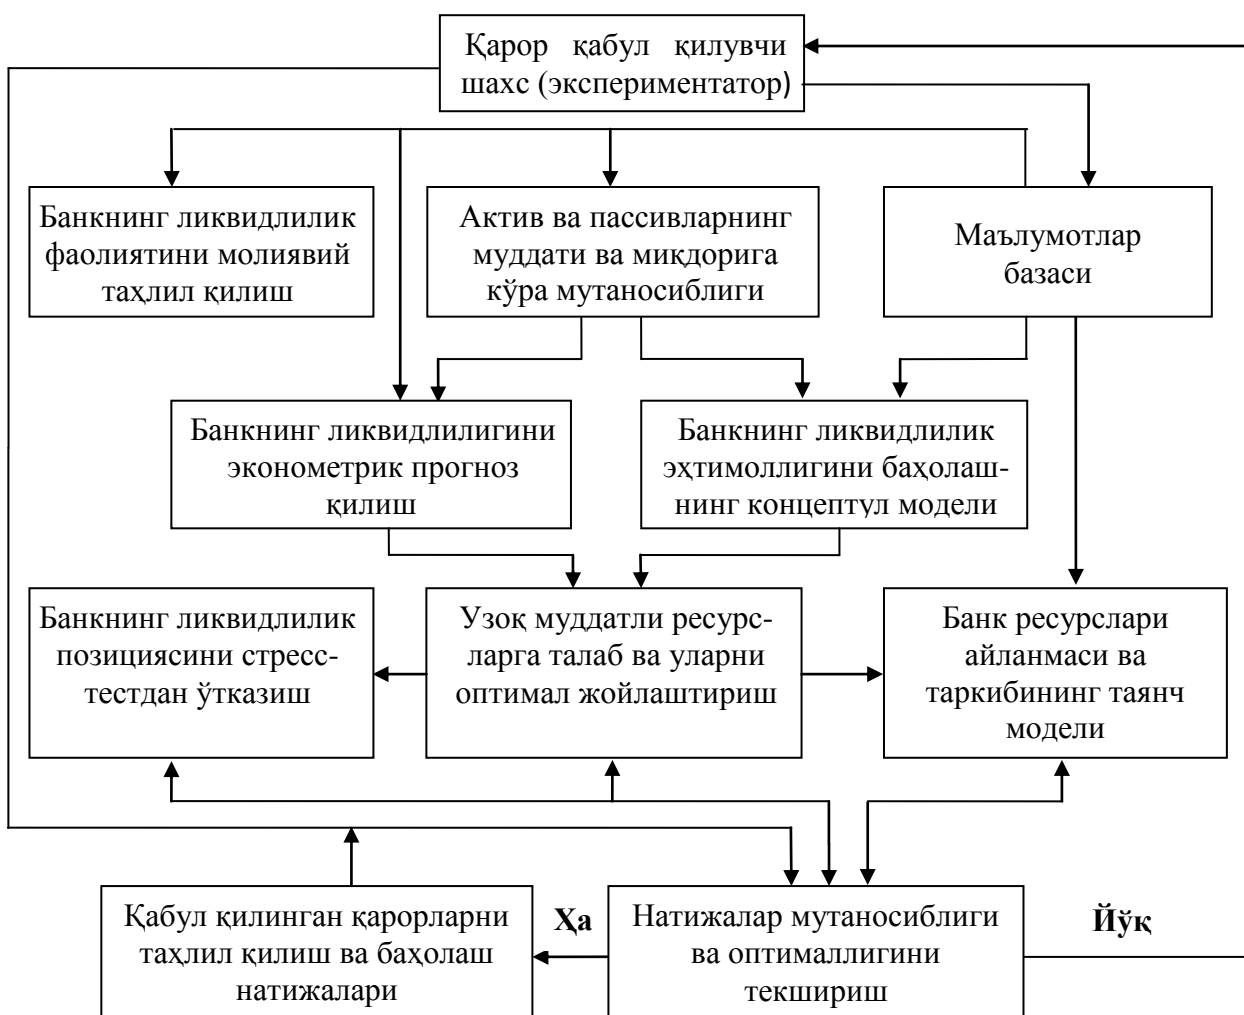 Қарор қабул қилувчи
шахс (экспериментатор)
Банкнинг ликвидлилик
фаолиятини молиявий
таҳлил қилиш
Актив ва пассивларнинг
муддати ва миқдорига
кўра мутаносиблиги
Маълумотлар
базаси
Банкнинг ликвидлилигини
эконометрик прогноз
қилиш
Банкнинг ликвидлилик
эҳтимоллигини баҳолаш-
нинг концептул модели
Банкнинг ликвидлилик
позициясини стресс-
тестдан ўтказиш
Узоқ муддатли ресурс-
ларга талаб ва уларни
оптимал жойлаштириш
Банк ресурслари
айланмаси ва
таркибининг таянч
модели
Қабул қилинган қарорларни
таҳлил қилиш ва баҳолаш
натижалари
Ҳа
Натижалар мутаносиблиги
ва оптималлигини
текшириш
Йўқ